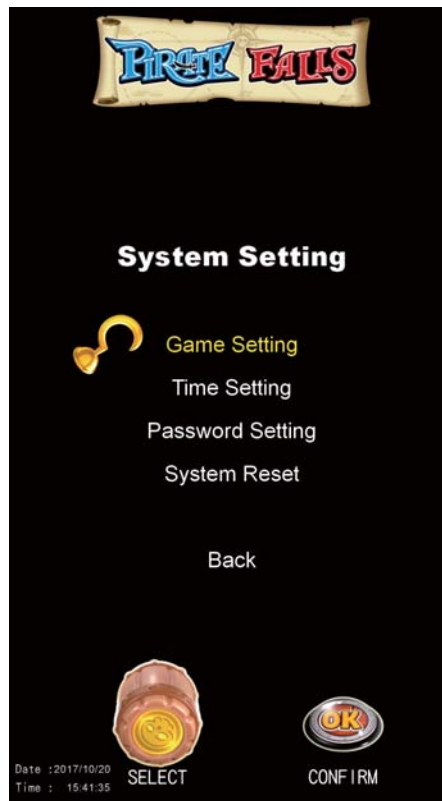 PIRATE FALLS
System Setting
Game Setting
Time Setting
Password Setting
System Reset
Back
OK
SELECT
CONFIRM
Date :2017/10/20
Time : 15:41:35